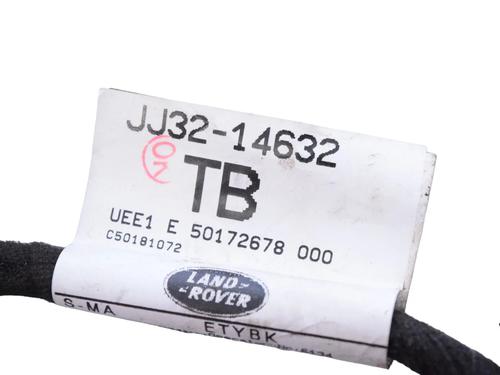 JJ32-14632
TB
UEE1 E 50172678 000
C50181072
LAND-
-ROVER
S-MA
ETYBK